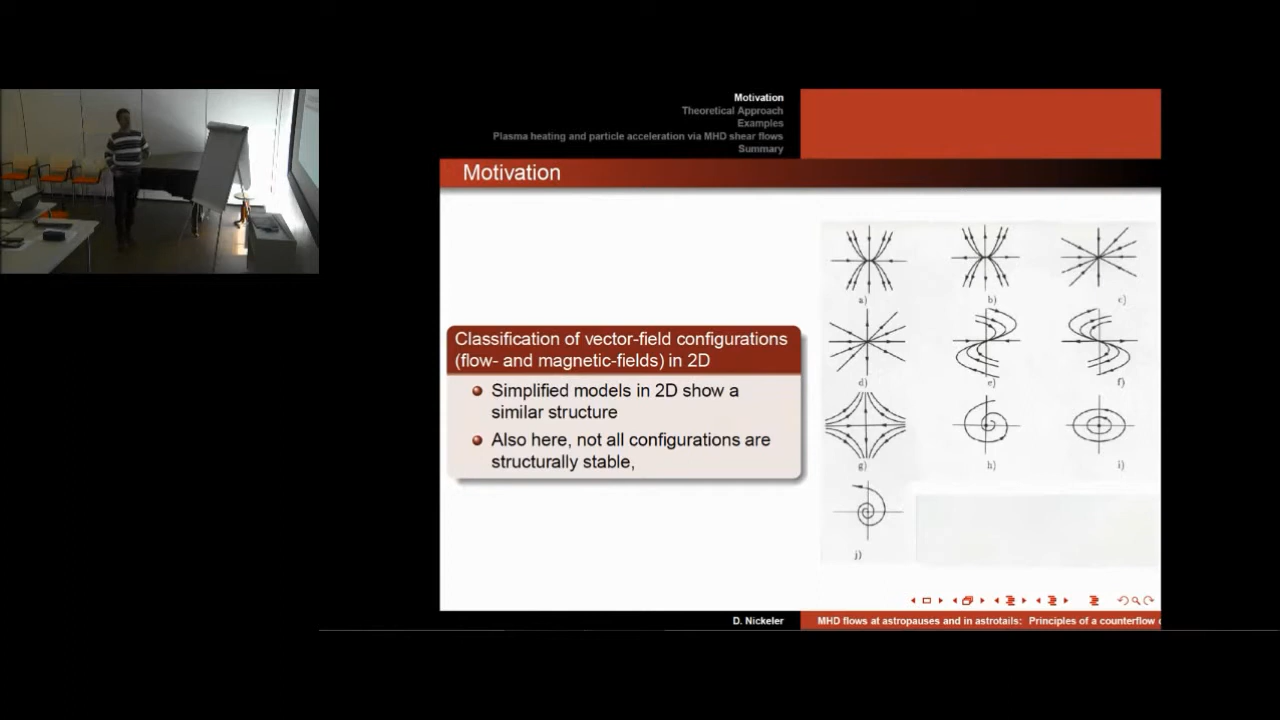 Motivation
Theoretical Approach
Examples
Plasma heating and particle acceleration via MHD shear flows
Summary
Motivation
Classification of vector-field configurations
(flow- and magnetic-fields) in 2D
Simplified models in 2D show a
similar structure
Also here, not all configurations are
structurally stable,
a)
b)
c)
d)
e)
f)
g)
h)
i)
j)
D. Nickeler
MHD flows at astropauses and in astrotails: Principles of a counterflow